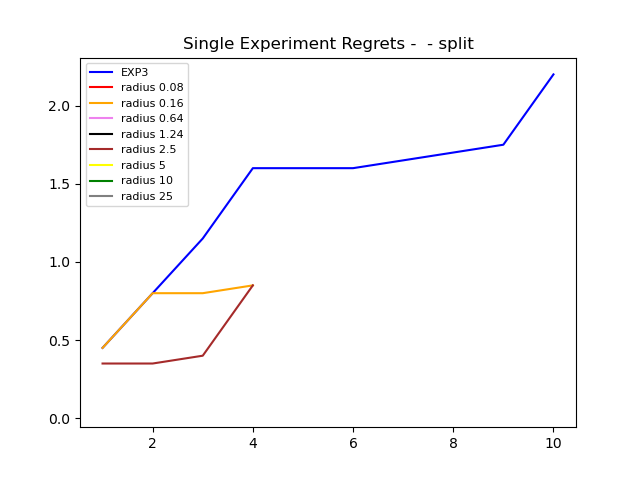 Single Experiment Regrets -  - split
EXP3
radius 0.08
radius 0.16
radius 0.64
radius 1.24
radius 2.5
radius 5
radius 10
radius 25
2.0
1.5
1.0
0.5
0.0
2 4 6 8 10